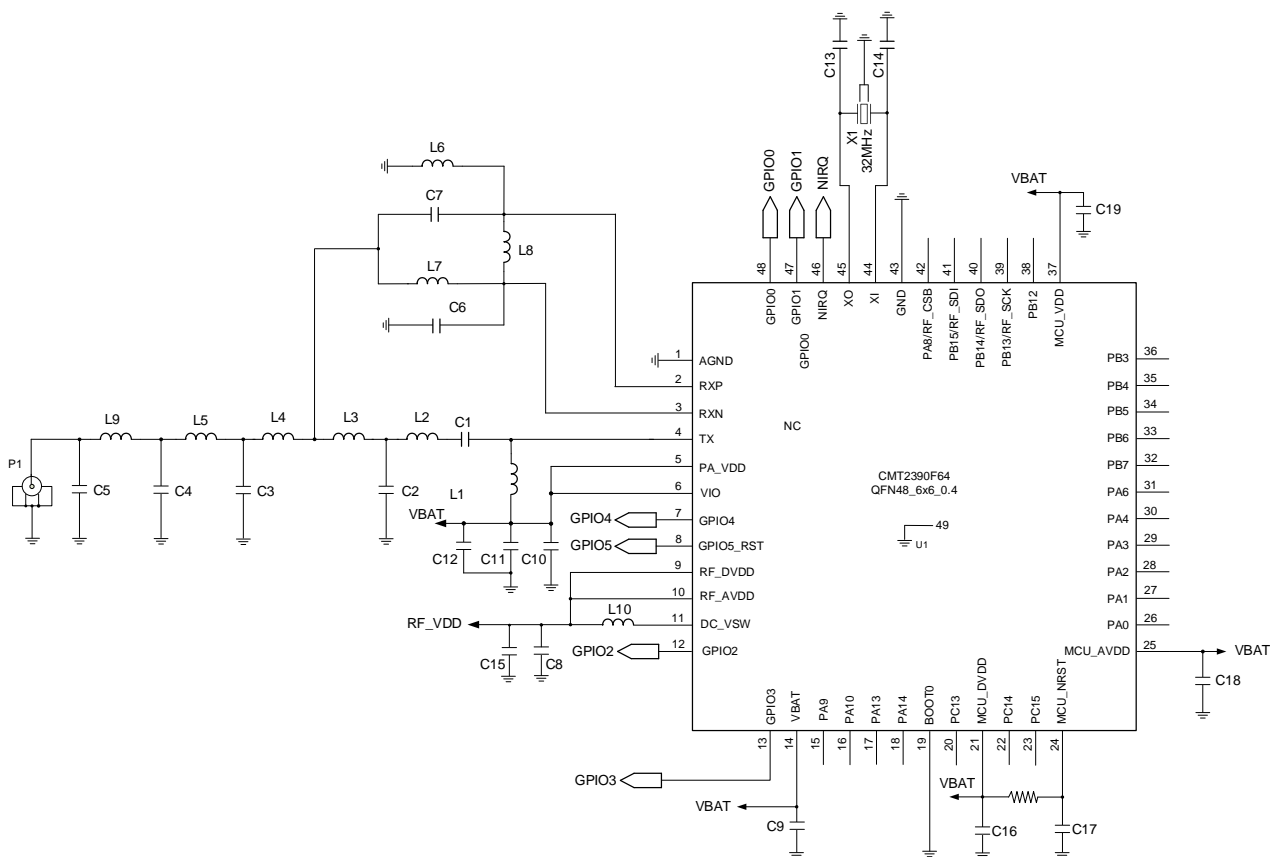 C13
C14
X1
32MHz
GPIO0
GPIO1
NIRQ
VBAT
C19
L6
C7
L8
L7
C6
48
47
46
45
44
43
42
41
40
39
38
37
GPIO0
GPIO1
GPIO0
NIRQ
XO
XI
GND
PA8/RF_CSB
PB15/RF_SDI
PB14/RF_SDO
PB13/RF_SCK
PB12
MCU_VDD
1 AGND
2 RXP
3 RXN
4 TX
5 PA_VDD
6 VIO
7 GPIO4
8 GPIO5_RST
9 RF_DVDD
10 RF_AVDD
11 DC_VSW
12 GPIO2
NC
CMT2390F64
QFN48_6x6_0.4
49
U1
PB3 36
PB4 35
PB5 34
PB6 33
PB7 32
PA6 31
PA4 30
PA3 29
PA2 28
PA1 27
PA0 26
MCU_AVDD 25
VBAT
C18
P1
L9
L5
L4
L3
L2
C1
C5
C4
C3
C2
L1
VBAT
GPIO4
GPIO5
C12
C11
C10
L10
RF_VDD
GPIO2
C15
C8
GPIO3
VBAT
PA9
PA10
PA13
PA14
BOOT0
PC13
MCU_DVDD
PC14
PC15
MCU_NRST
13
14
15
16
17
18
19
20
21
22
23
24
GPIO3
VBAT
C9
VBAT
C16
C17